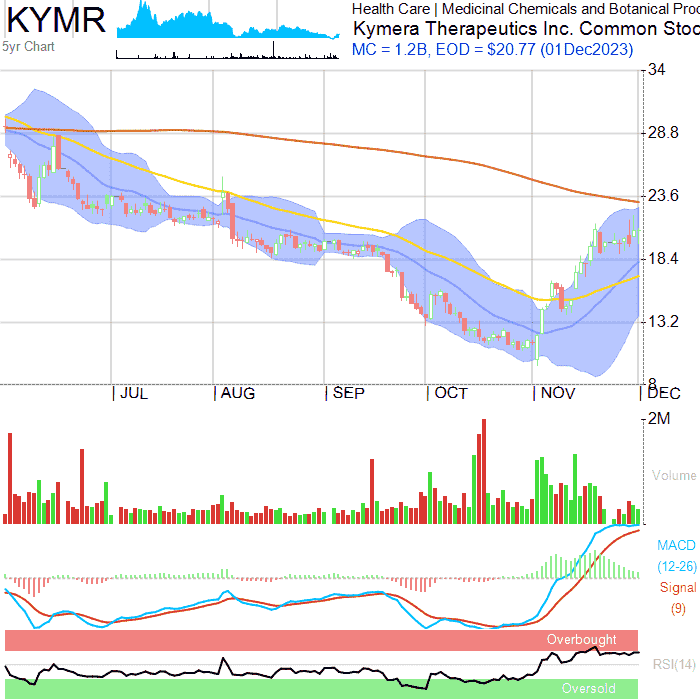 KYMR
5yr Chart
Health Care | Medicinal Chemicals and Botanical Proc
Kymera Therapeutics Inc. Common Stoc
MC = 1.2B, EOD = $20.77 (01Dec2023)
34
28.8
23.6
18.4
13.2
8
JUL
AUG
SEP
OCT
NOV
DEC
2M
Volume
MACD
(12-26)
Signal
(9)
Overbought
RSI(14)
Oversold